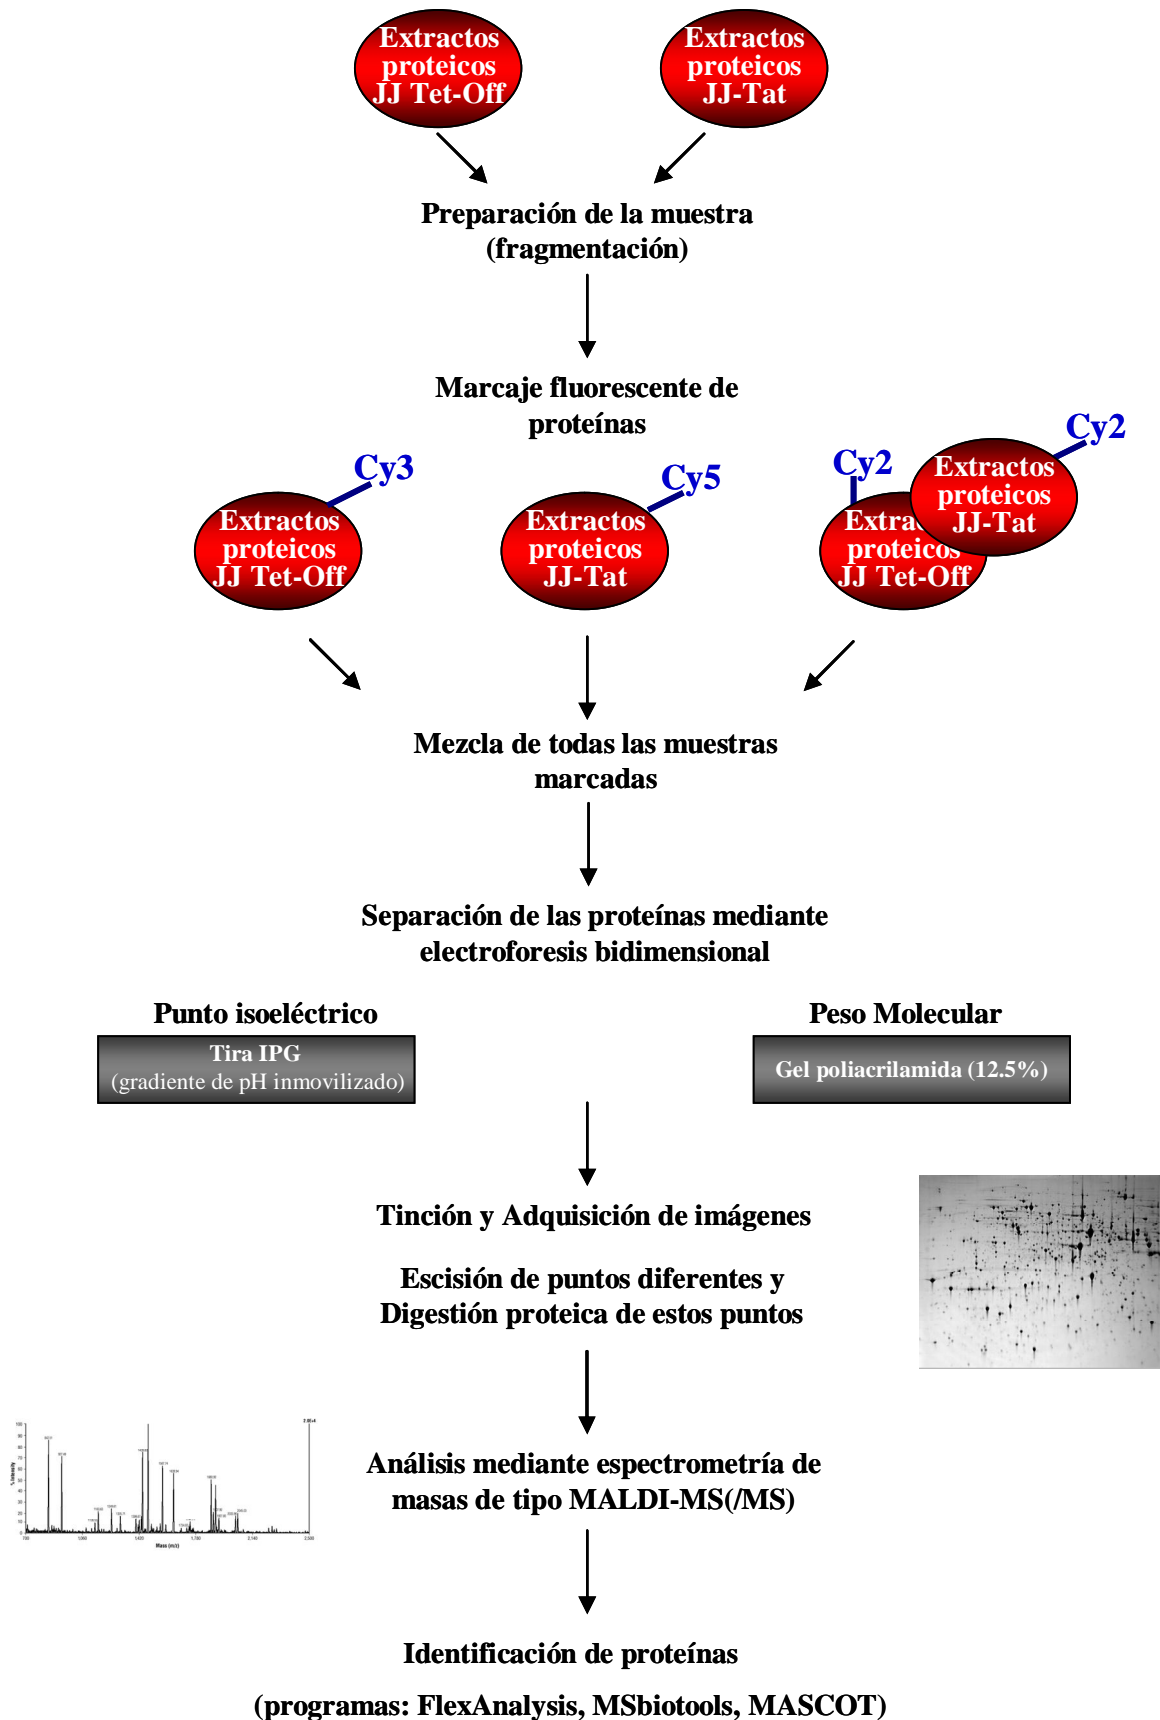 Extractos
proteicos
JJ Tet-Off
Extractos
proteicos
JJ-Tat
Preparación de la muestra
(fragmentación)
Marcaje fluorescente de
proteínas
Cy3
Extractos
proteicos
JJ Tet-Off
Cy5
Extractos
proteicos
JJ-Tat
Cy2
proteicos
JJ Tet-Off
Cy2
Extractos
proteicos
JJ-Tat
Mezcla de todas las muestras
marcadas
Separación de las proteínas mediante
electroforesis bidimensional
Punto isoeléctrico
Tira IPG
(gradiente de pH inmovilizado)
Peso Molecular
Gel poliacrilamida (12.5%)
Tinción y Adquisición de imágenes
Escisión de puntos diferentes y
Digestión proteica de estos puntos
% Intensity
Mass (m/z)
Análisis mediante espectrometría de
masas de tipo MALDI-MS(/MS)
Identificación de proteínas
(programas: FlexAnalysis, MSbiotools, MASCOT)